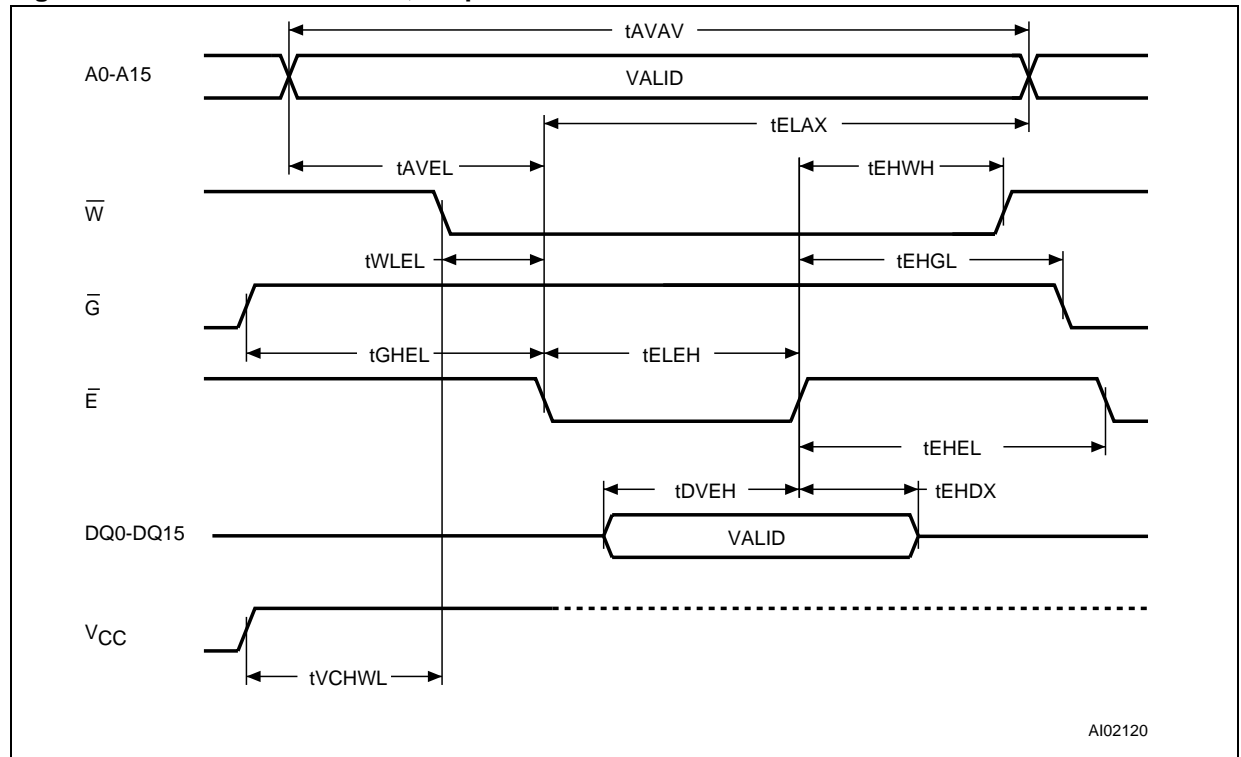 tAVAV
A0-A15
VALID
tELAX
tAVEL
tEHWH
W̅
tWLEL
tEHGL
G̅
tGHEL
tELEH
E̅
tEHEL
tDVEH
tEHDX
DQ0-DQ15
VALID
VCC
tVCHWL
AI02120